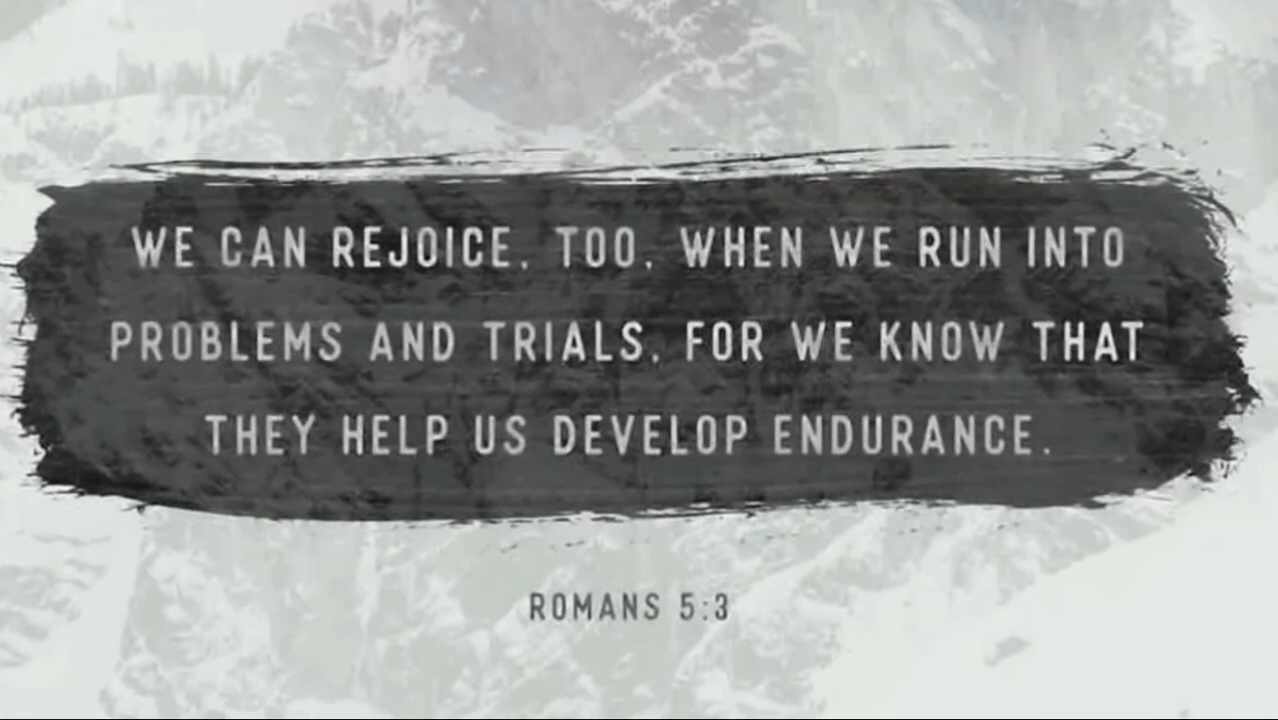 WE CAN REJOICE, TOO, WHEN WE RUN INTO
PROBLEMS AND TRIALS, FOR WE KNOW THAT
THEY HELP US DEVELOP ENDURANCE.
ROMANS 5:3